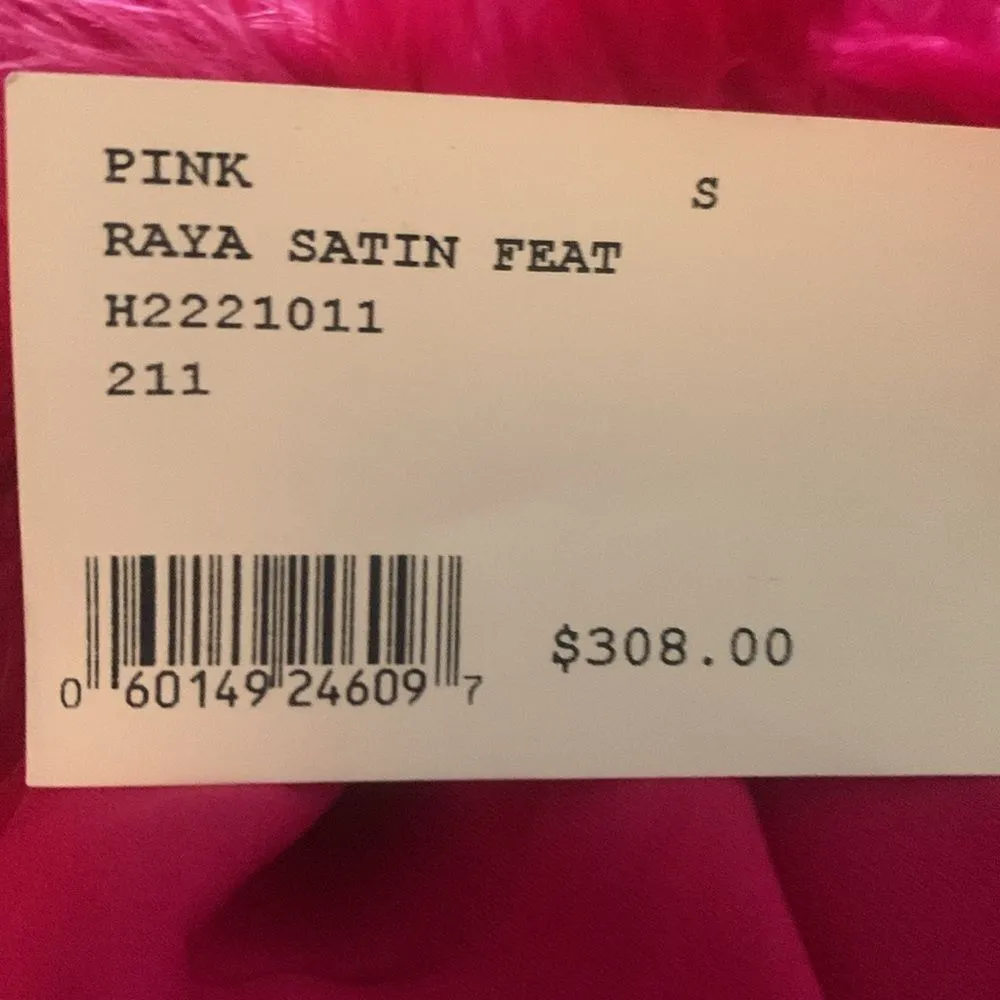 PINK S
RAYA SATIN FEAT
H2221011
211
$308.00
0 60149 24609 7